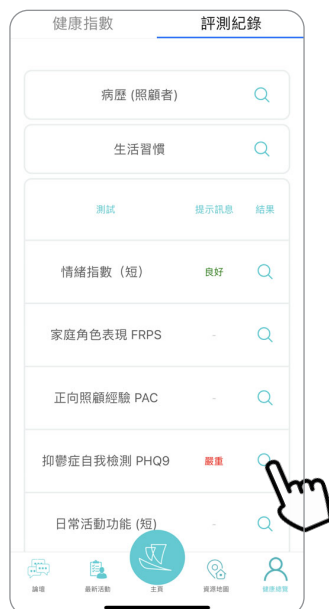 健康指數 評測紀錄
病歷 (照顧者)
生活習慣
測試 提示訊息 結果
情緒指數（短） 良好
家庭角色表現 FRPS -
正向照顧經驗 PAC -
抑鬱症自我檢測 PHQ9 嚴重
日常活動功能 (短) -
論壇 最新活動 主頁 資源地圖 健康總覽